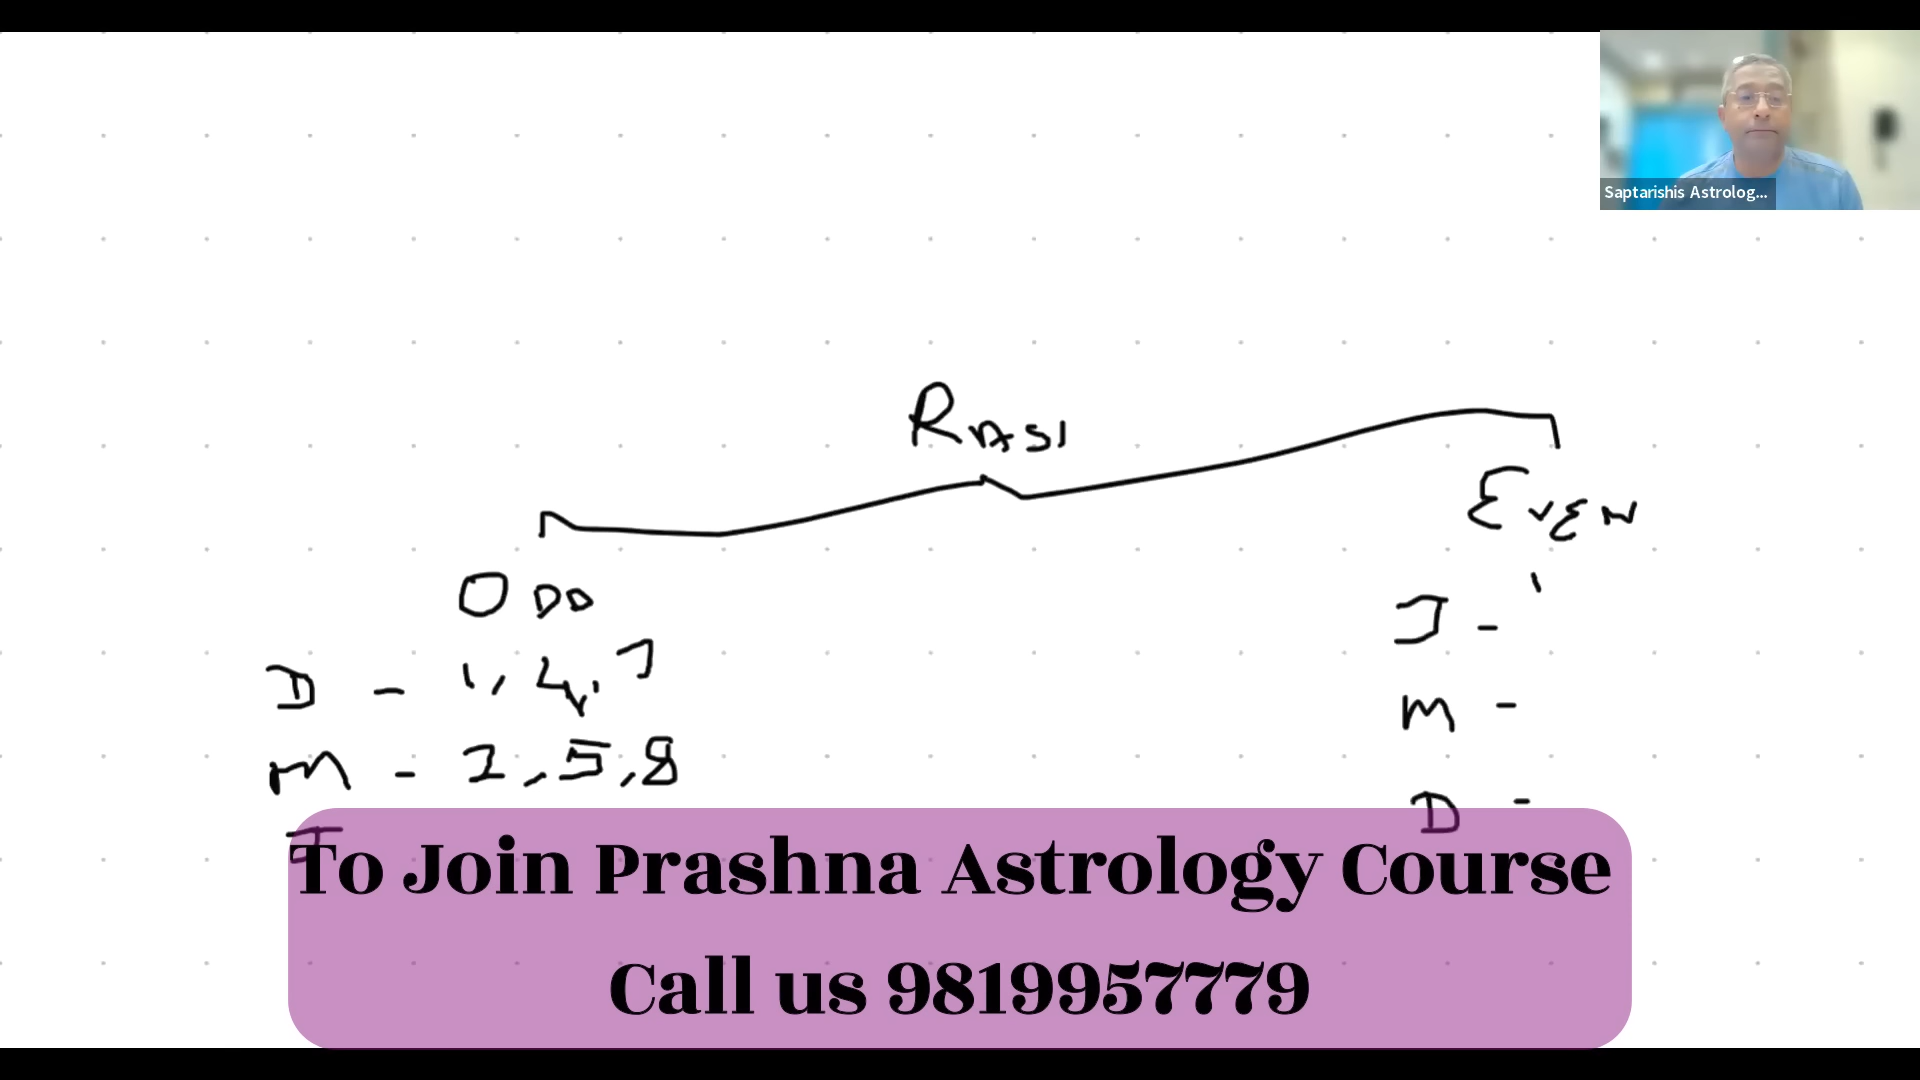 Saptarishis Astrolog...
RASI
ODD
EVEN
D - 1, 4, 7
M - 2, 5, 8
J
J - 1
M -
D -
To Join Prashna Astrology Course
Call us 9819957779